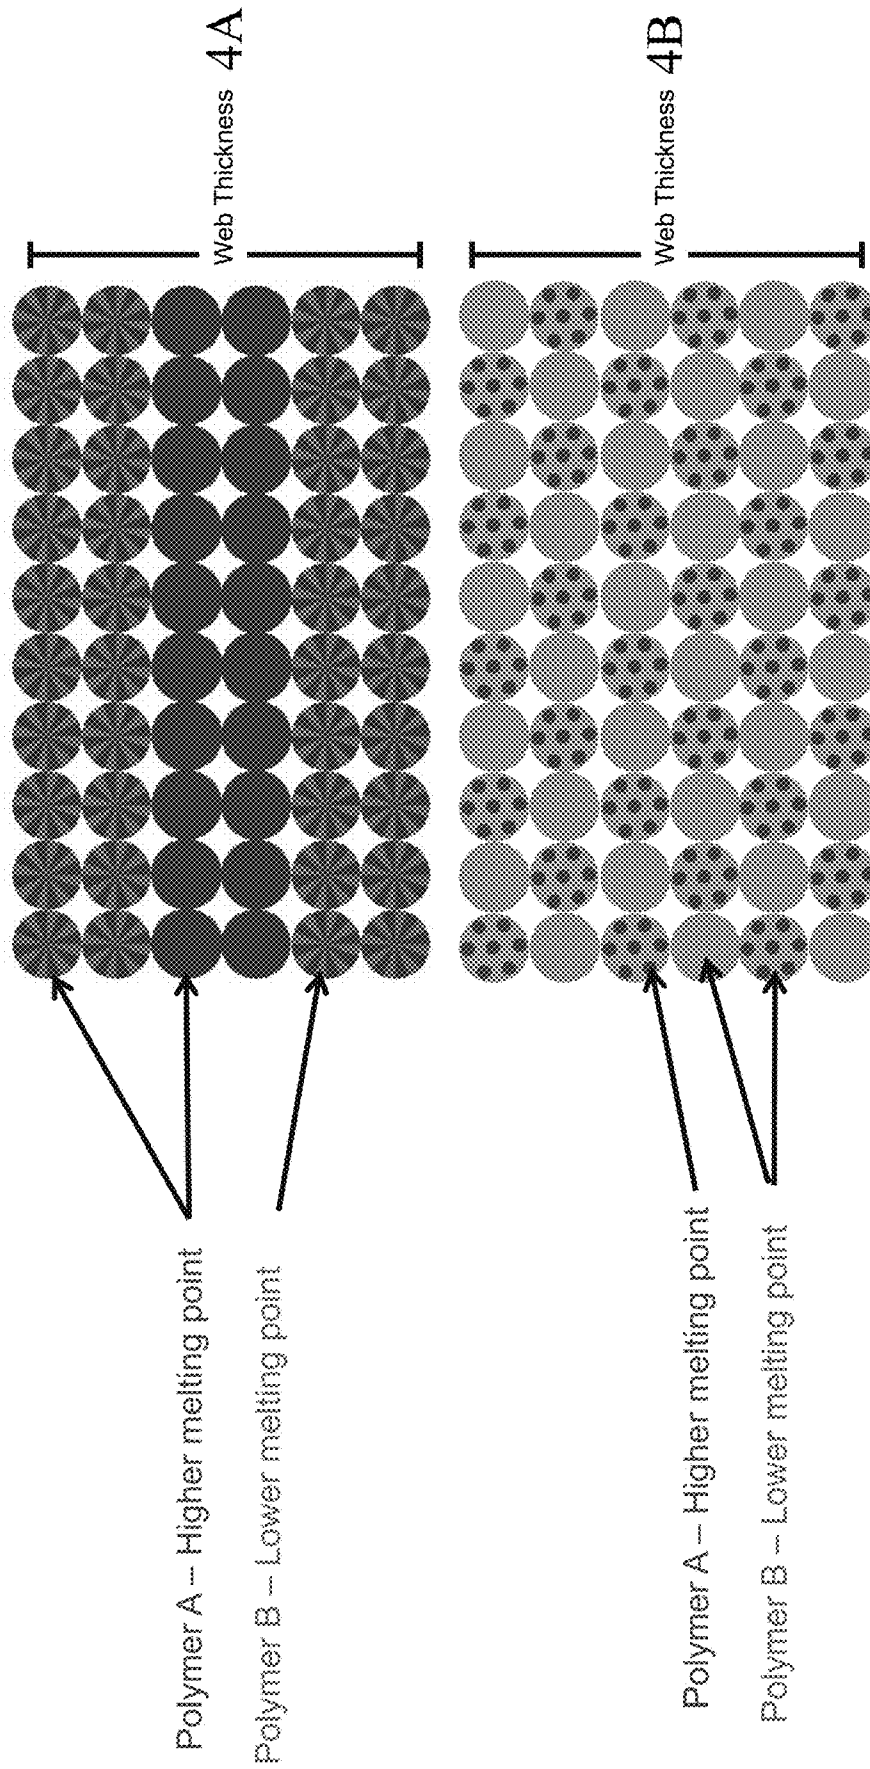 4A
Web Thickness
Polymer A – Higher melting point
Polymer B – Lower melting point
4B
Web Thickness
Polymer A – Higher melting point
Polymer B – Lower melting point